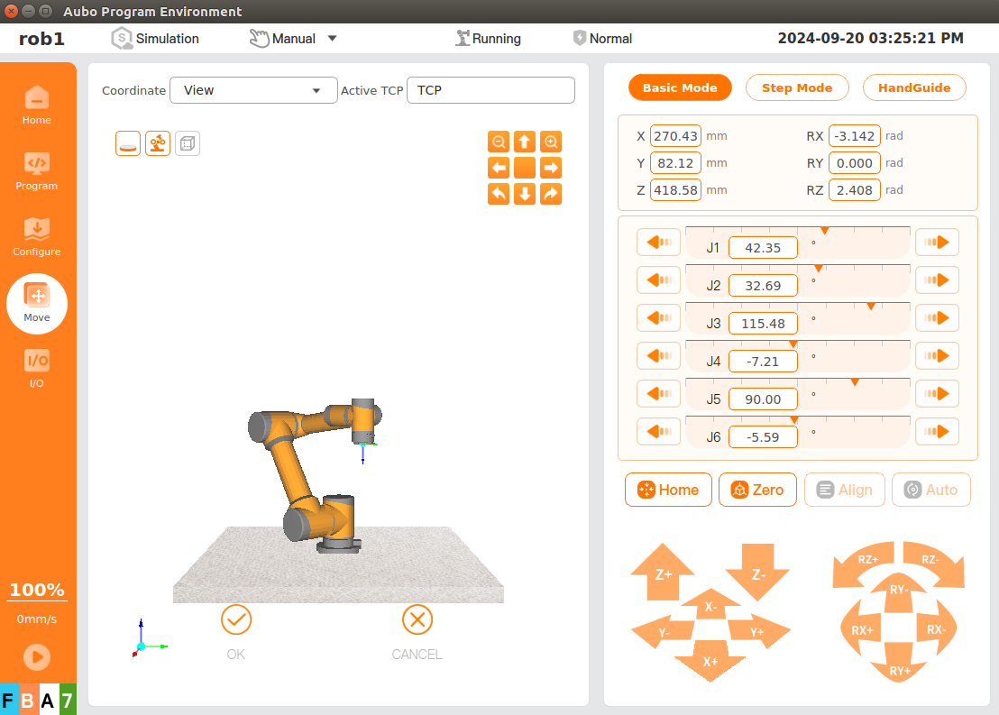 Aubo Program Environment
rob1
S Simulation
Manual
Running
S Normal
2024-09-20 03:25:21 PM
Home
Program
Configure
Move
I/O
I/O
100%
0mm/s
F B A 7
Coordinate View Active TCP TCP
OK CANCEL
Basic Mode Step Mode HandGuide
X 270.43 mm RX -3.142 rad
Y 82.12 mm RY 0.000 rad
Z 418.58 mm RZ 2.408 rad
J1 42.35 °
J2 32.69 °
J3 115.48 °
J4 -7.21 °
J5 90.00 °
J6 -5.59 °
Home Zero Align Auto
Z+ Z-
X-
Y- Y+
X+
RZ+ RZ-
RY-
RX+ RX-
RY+